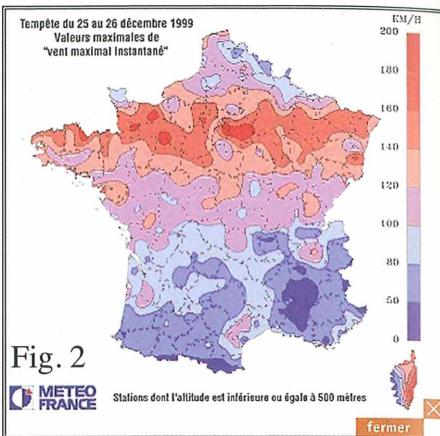 Tempête du 25 au 26 décembre 1999
Valeurs maximales de
"vent maximal instantané"
KM/H
200
180
160
140
120
100
80
50
0
Fig. 2
METEO
FRANCE
Stations dont l'altitude est inférieure ou égale à 500 mètres
fermer